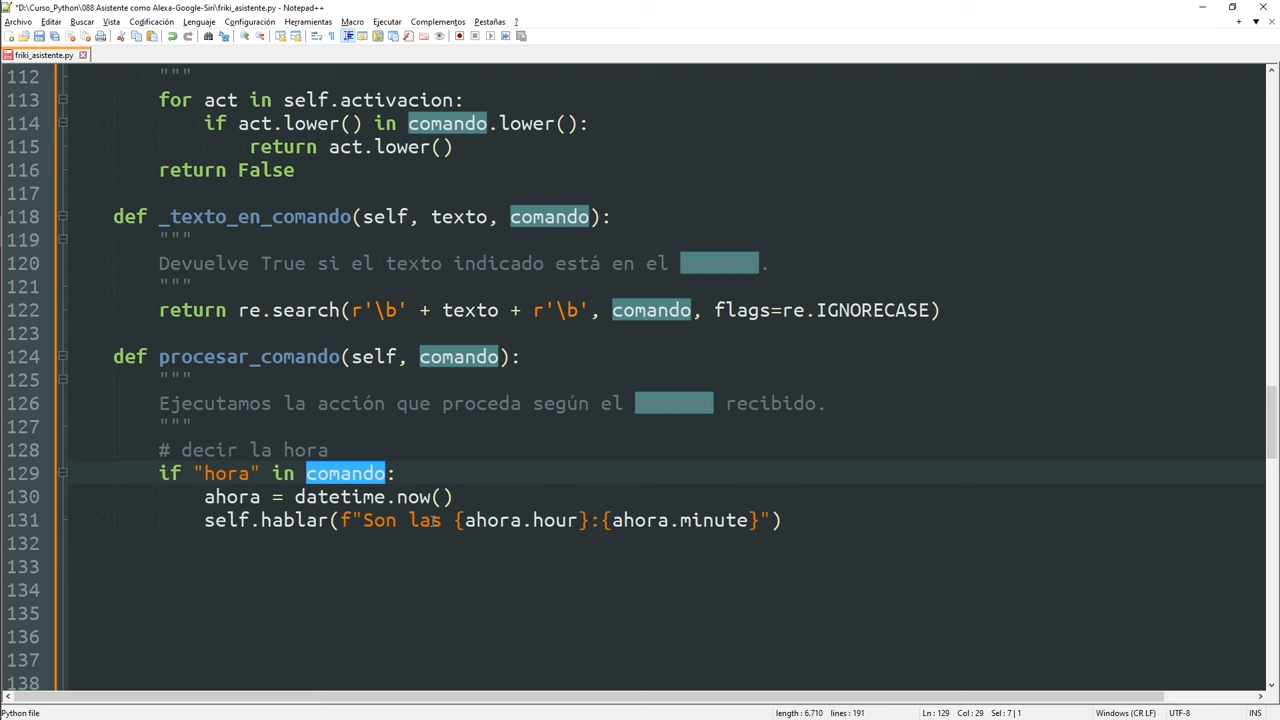 *D:\Curso_Python\088 Asistente como Alexa-Google-Siri\friki_asistente.py - Notepad++
Archivo Editar Buscar Vista Codificación Lenguaje Configuración Herramientas Macro Ejecutar Complementos Pestañas ?
friki_asistente.py
112 """
113 for act in self.activacion:
114 if act.lower() in comando.lower():
115 return act.lower()
116 return False
117
118 def _texto_en_comando(self, texto, comando):
119 """
120 Devuelve True si el texto indicado está en el comando.
121 """
122 return re.search(r'\b' + texto + r'\b', comando, flags=re.IGNORECASE)
123
124 def procesar_comando(self, comando):
125 """
126 Ejecutamos la acción que proceda según el comando recibido.
127 """
128 # decir la hora
129 if "hora" in comando:
130 ahora = datetime.now()
131 self.hablar(f"Son las {ahora.hour}:{ahora.minute}")
132
133
134
135
136
137
138
Python file length : 6.710 lines : 191 Ln : 129 Col : 29 Sel : 7 | 1 Windows (CR LF) UTF-8 INS